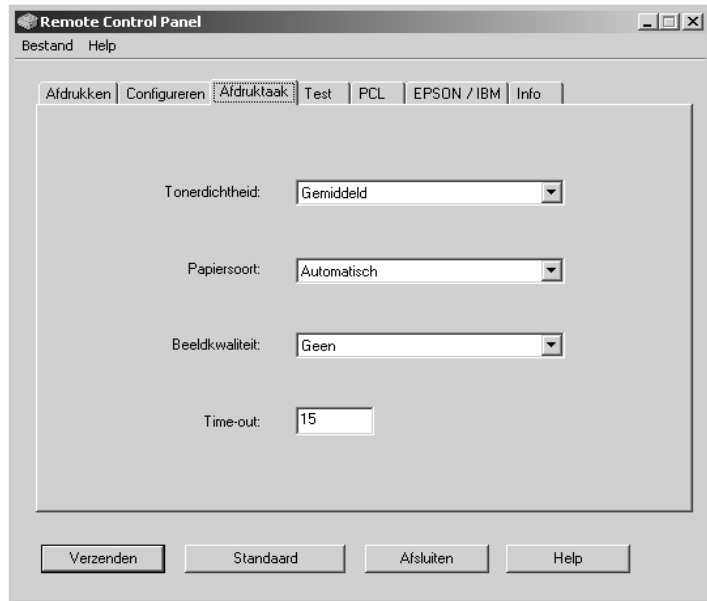 Remote Control Panel
Bestand Help
Afdrukken Configureren Afdruktaak Test PCL EPSON / IBM Info
Tonerdichtheid: Gemiddeld
Papiersoort: Automatisch
Beeldkwaliteit: Geen
Time-out: 15
Verzenden Standaard Afsluiten Help